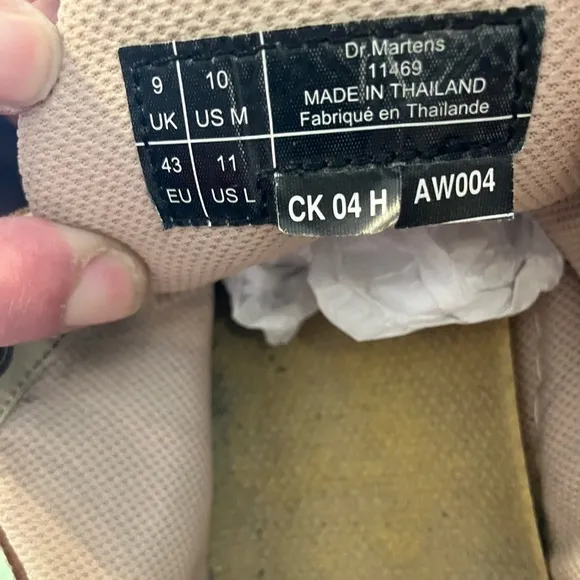 9 UK
10 US M
43 EU
11 US L
Dr.Martens
11469
MADE IN THAILAND
Fabriqué en Thaïlande
CK 04 H
AW004